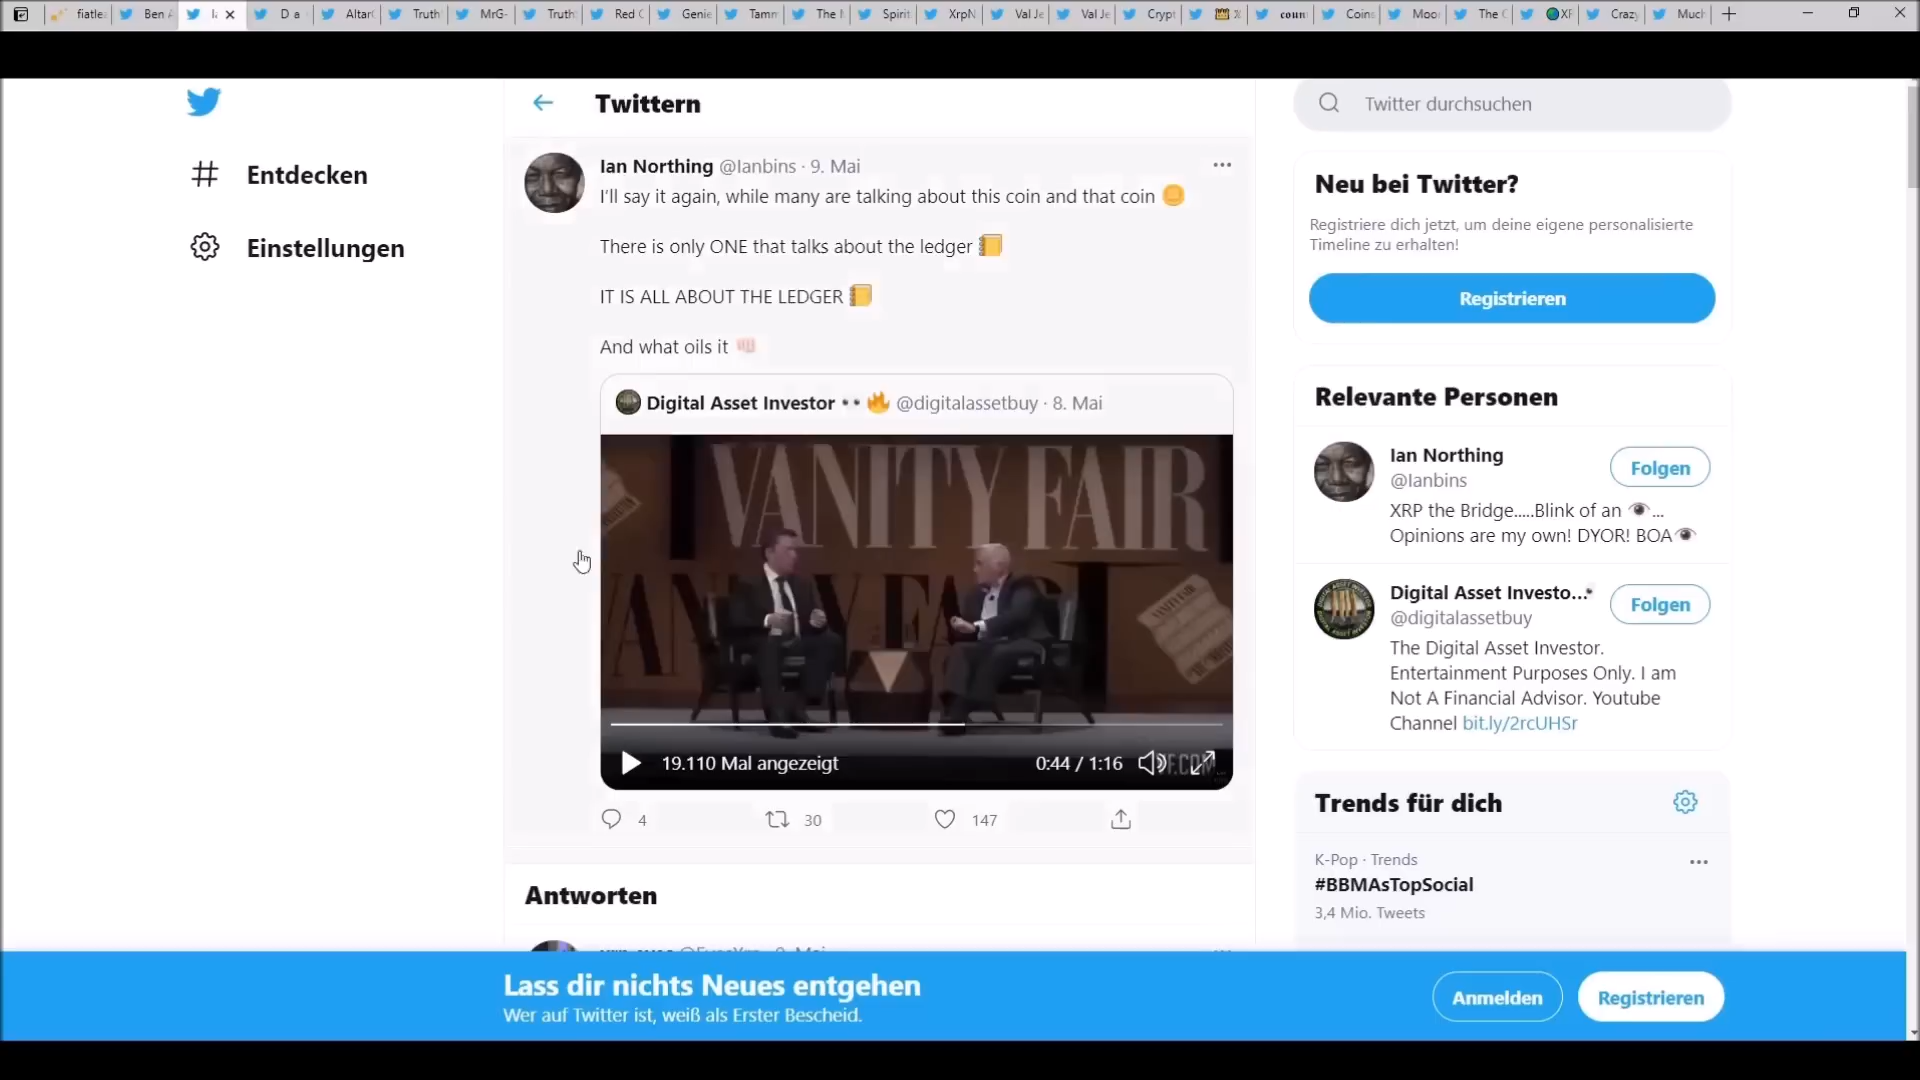 fiatle
Ben A
D a
Altar
Truth
MrG-
Truth
Red C
Genie
Tamm
The M
Spirit
XrpN
Val Je
Val Je
Crypt
coun
Coins
Moo
The C
XF
Crazy
Much
Twittern
Twitter durchsuchen
Entdecken
Einstellungen
Ian Northing @Ianbins · 9. Mai
I'll say it again, while many are talking about this coin and that coin
There is only ONE that talks about the ledger
IT IS ALL ABOUT THE LEDGER
And what oils it
Digital Asset Investor @digitalassetbuy · 8. Mai
VANITY FAIR
19.110 Mal angezeigt
0:44 / 1:16
4
30
147
Antworten
Neu bei Twitter?
Registriere dich jetzt, um deine eigene personalisierte
Timeline zu erhalten!
Registrieren
Relevante Personen
Ian Northing
@Ianbins
Folgen
XRP the Bridge.....Blink of an 👁...
Opinions are my own! DYOR! BOA👁
Digital Asset Investo...
@digitalassetbuy
Folgen
The Digital Asset Investor.
Entertainment Purposes Only. I am
Not A Financial Advisor. Youtube
Channel bit.ly/2rcUHSr
Trends für dich
K-Pop · Trends
#BBMAsTopSocial
3,4 Mio. Tweets
Lass dir nichts Neues entgehen
Wer auf Twitter ist, weiß als Erster Bescheid.
Anmelden
Registrieren